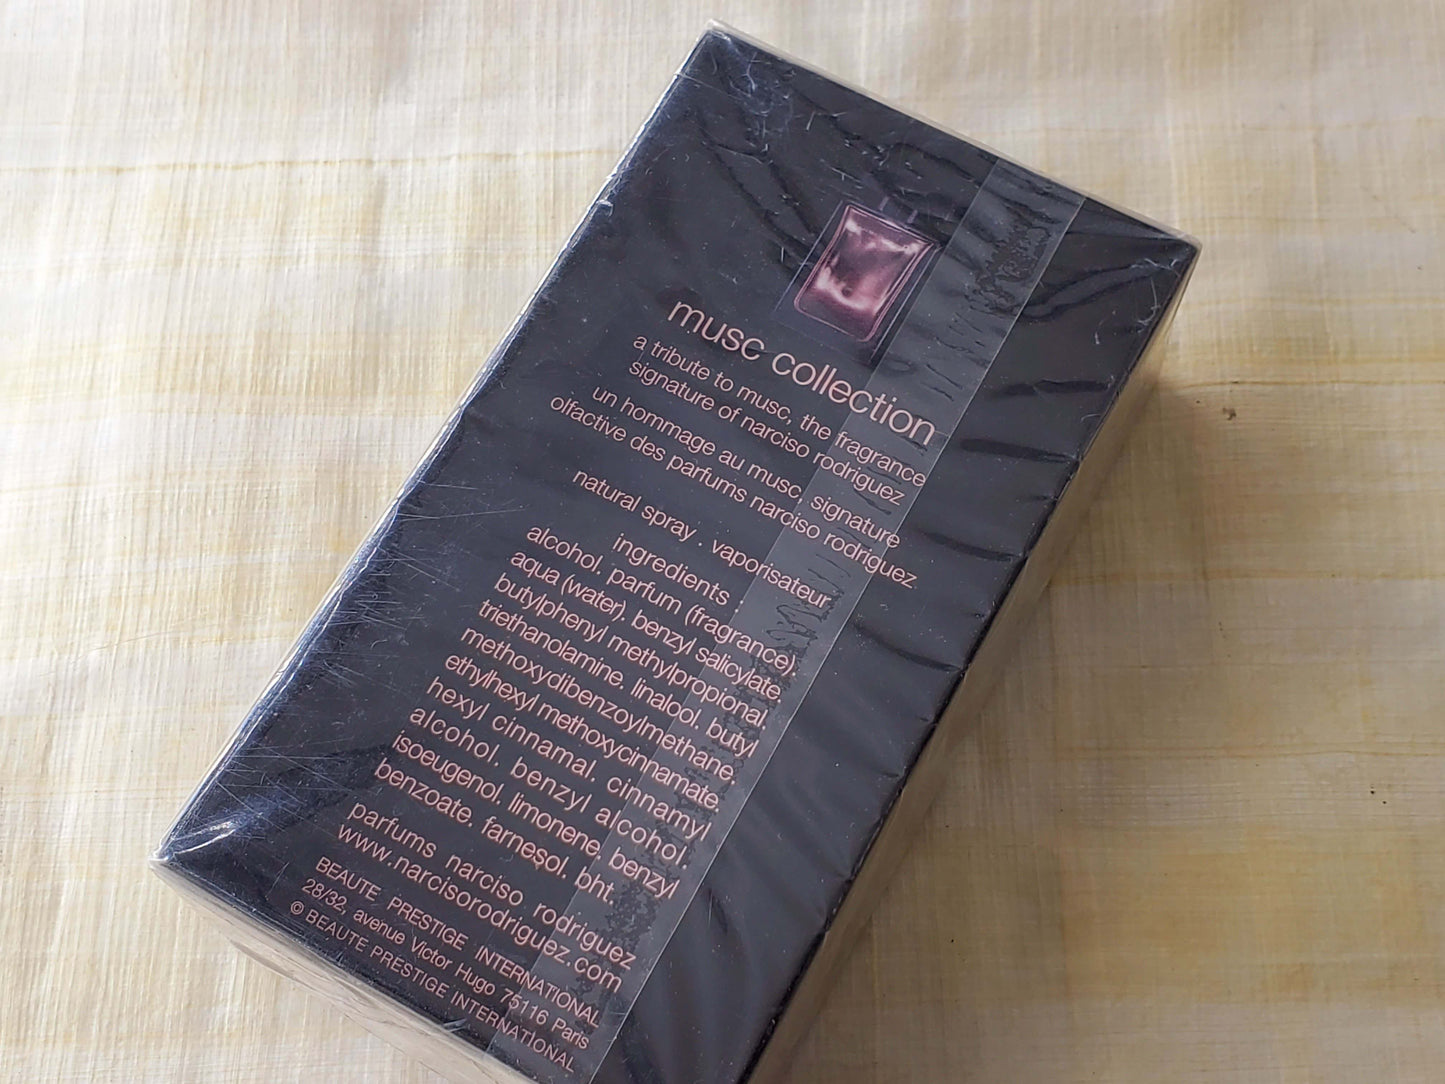 musc collection
a tribute to musc, the fragrance
signature of narciso rodriguez
un hommage au musc, signature
olfactive des parfums narciso rodriguez
natural spray . vaporisateur
ingredients .
alcohol. parfum (fragrance).
aqua (water). benzyl salicylate.
butylphenyl methylpropional.
triethanolamine. linalool. butyl
methoxydibenzoylmethane.
ethylhexyl methoxycinnamate.
hexyl cinnamal. cinnamyl
alcohol. benzyl alcohol.
isoeugenol. limonene. benzyl
benzoate. farnesol. bht.
parfums narciso rodriguez
www.narcisorodriguez.com
BEAUTE PRESTIGE INTERNATIONAL
28/32, avenue Victor Hugo 75116 Paris
© BEAUTE PRESTIGE INTERNATIONAL